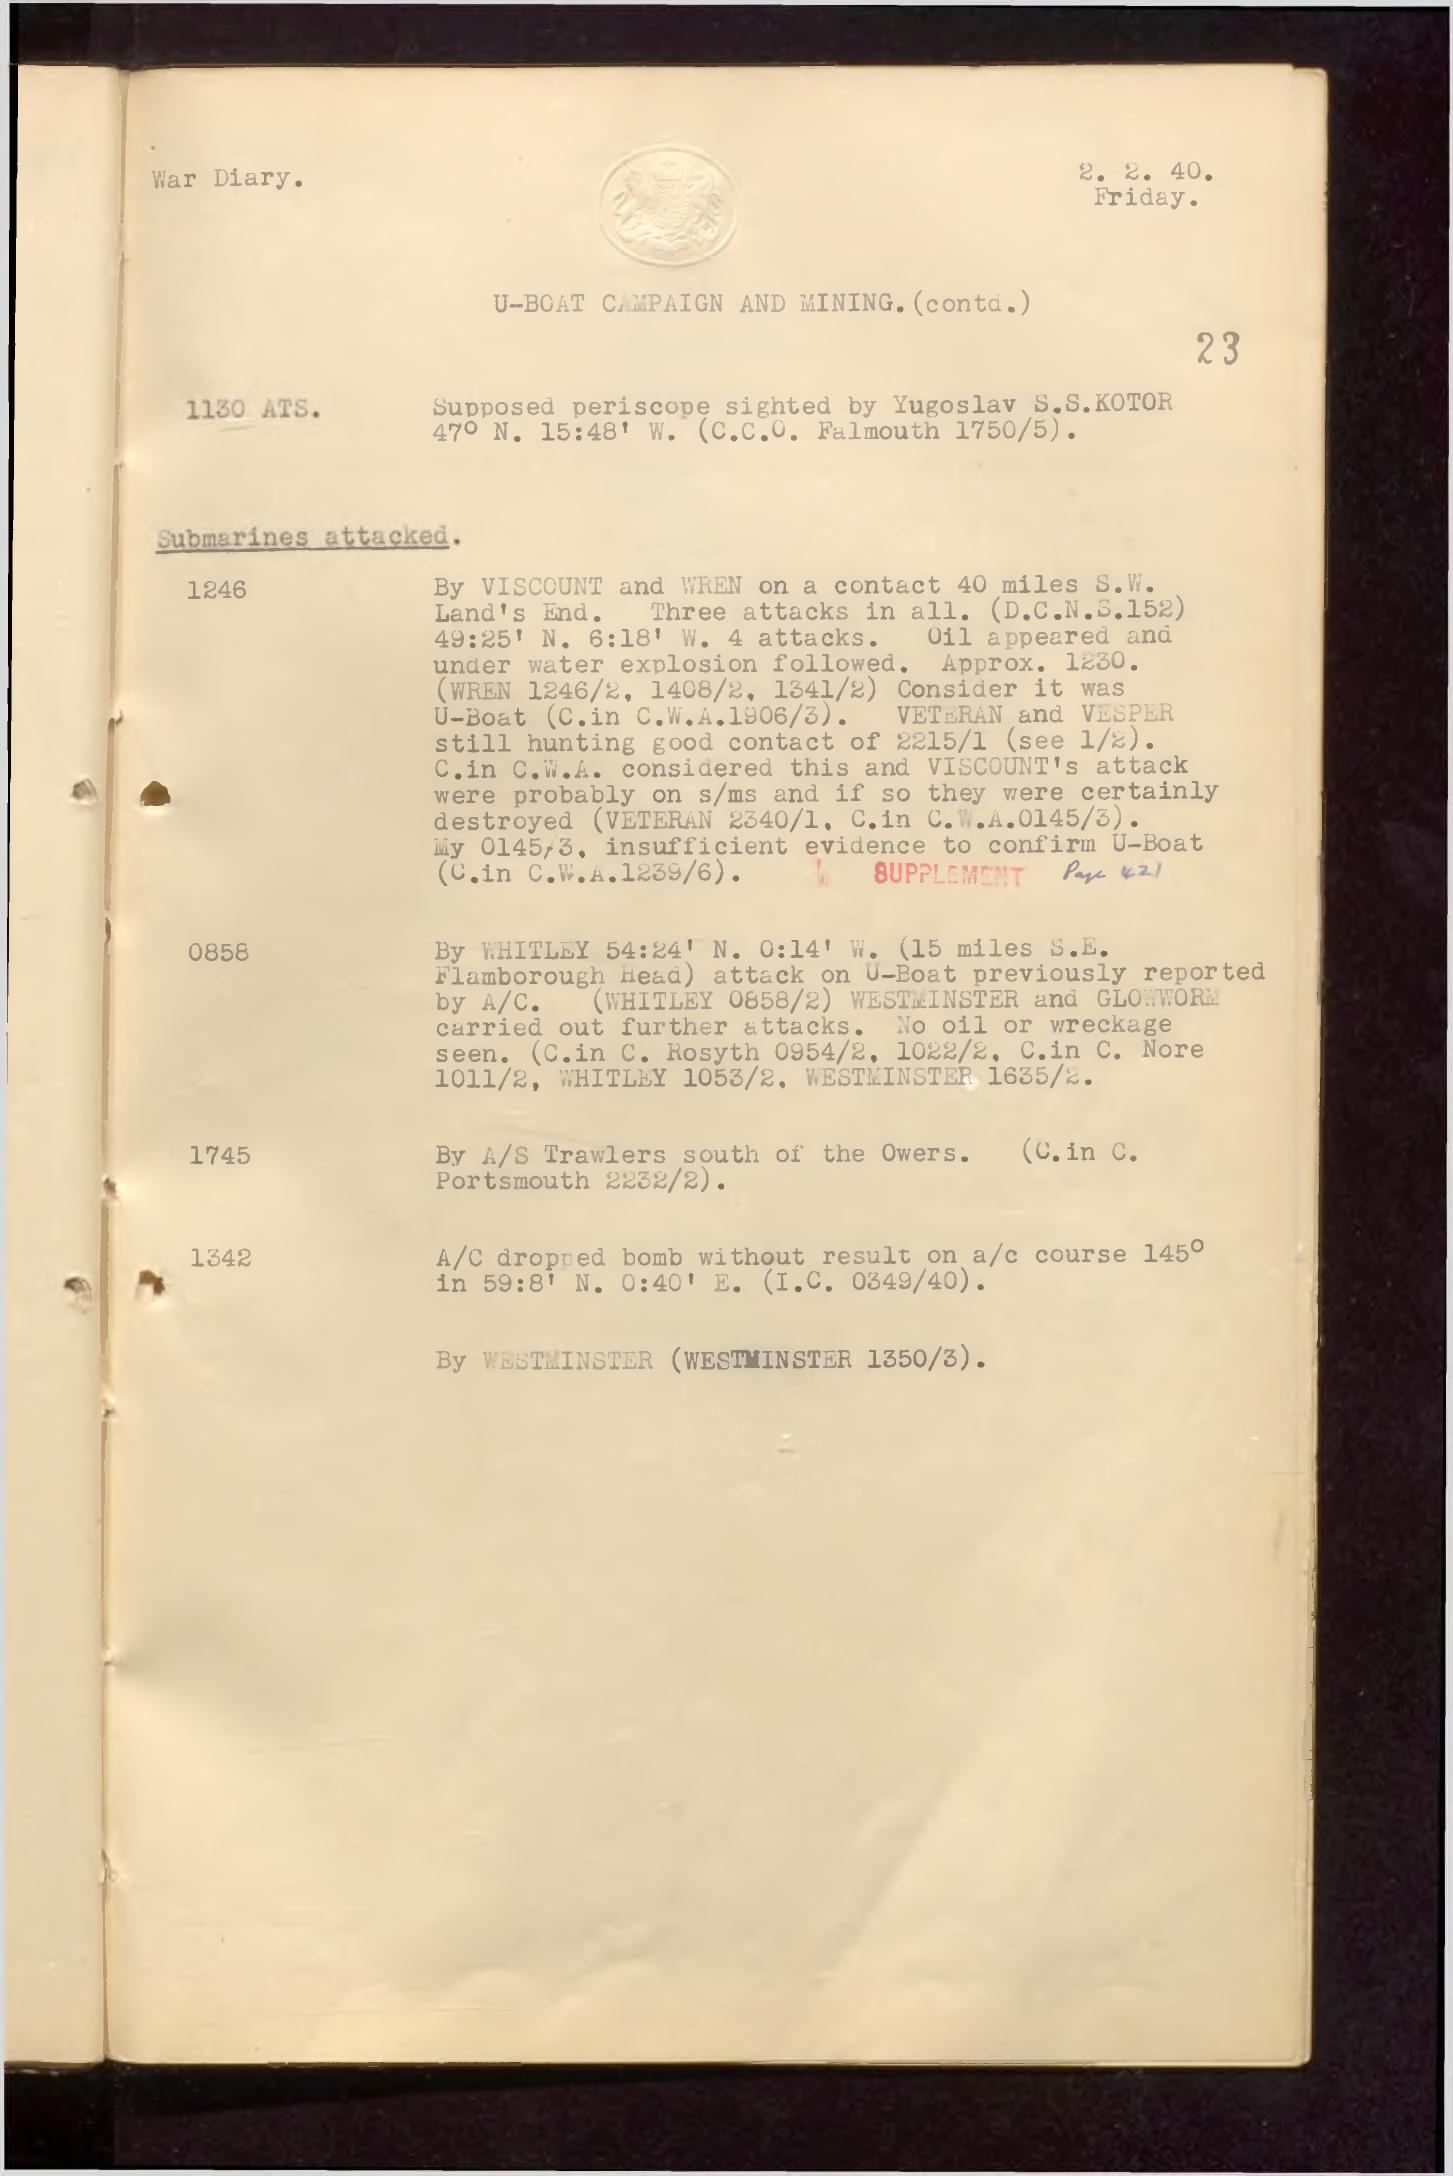 War Diary.
2. 2. 40.
Friday.
U-BOAT CAMPAIGN AND MINING.(contd.)
23
1130 ATS. Supposed periscope sighted by Yugoslav S.S.KOTOR
47° N. 15:48' W. (C.C.O. Falmouth 1750/5).
Submarines attacked.
1246 By VISCOUNT and WREN on a contact 40 miles S.W.
Land's End. Three attacks in all. (D.C.N.S.152)
49:25' N. 6:18' W. 4 attacks. Oil appeared and
under water explosion followed. Approx. 1230.
(WREN 1246/2, 1408/2, 1341/2) Consider it was
U-Boat (C.in C.W.A.1906/3). VETERAN and VESPER
still hunting good contact of 2215/1 (see 1/2).
C.in C.W.A. considered this and VISCOUNT's attack
were probably on s/ms and if so they were certainly
destroyed (VETERAN 2340/1, C.in C.W.A.0145/3).
My 0145/3, insufficient evidence to confirm U-Boat
(C.in C.W.A.1239/6). SUPPLEMENT Page 421
0858 By WHITLEY 54:24' N. 0:14' W. (15 miles S.E.
Flamborough Head) attack on U-Boat previously reported
by A/C. (WHITLEY 0858/2) WESTMINSTER and GLOWWORM
carried out further attacks. No oil or wreckage
seen. (C.in C. Rosyth 0954/2, 1022/2, C.in C. Nore
1011/2, WHITLEY 1053/2, WESTMINSTER 1635/2.
1745 By A/S Trawlers south of the Owers. (C.in C.
Portsmouth 2232/2).
1342 A/C dropped bomb without result on a/c course 145°
in 59:8' N. 0:40' E. (I.C. 0349/40).
By WESTMINSTER (WESTMINSTER 1350/3).